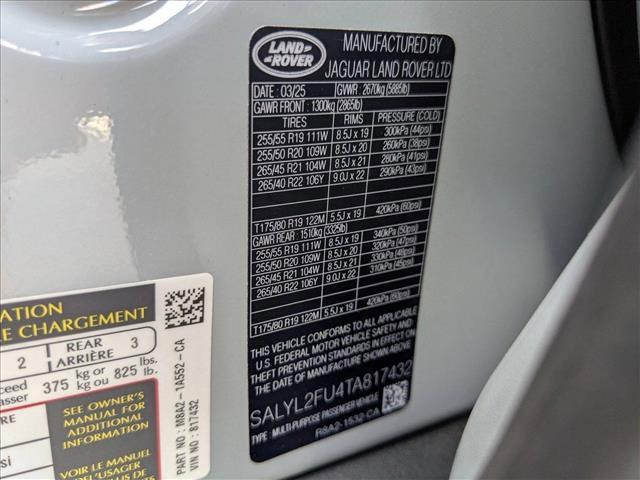 LAND-
-ROVER
MANUFACTURED BY
JAGUAR LAND ROVER LTD
DATE : 03/25 GVWR : 2670kg (5885lb)
GAWR FRONT : 1300kg (2865lb)
TIRES RIMS PRESSURE (COLD)
255/55 R19 111W 8.5J x 19 300kPa (44psi)
255/50 R20 109W 8.5J x 20 260kPa (38psi)
265/45 R21 104W 8.5J x 21 280kPa (41psi)
265/40 R22 106Y 9.0J x 22 290kPa (43psi)
T175/80 R19 122M 5.5J x 19 420kPa (60psi)
GAWR REAR : 1510kg (3325lb)
255/55 R19 111W 8.5J x 19 340kPa (50psi)
255/50 R20 109W 8.5J x 20 320kPa (47psi)
265/45 R21 104W 8.5J x 21 330kPa (48psi)
265/40 R22 106Y 9.0J x 22 310kPa (45psi)
T175/80 R19 122M 5.5J x 19 420kPa (60psi)
THIS VEHICLE CONFORMS TO ALL APPLICABLE
U.S. FEDERAL MOTOR VEHICLE SAFETY AND
THEFT PREVENTION STANDARDS IN EFFECT ON
THE DATE OF MANUFACTURE SHOWN ABOVE.
SALYL2FU4TA817432
TYPE : MULTI-PURPOSE PASSENGER VEHICLE
R8A2-1532-CA
CHARGEMENT
2 REAR 3
ARRIÈRE
375 kg or 825 lbs.
kg ou lb.
SEE OWNER'S
MANUAL FOR
ADDITIONAL
INFORMATION
VOIR LE MANUEL
DE L'USAGER
PART NO : M8A2-1A552-CA
VIN NO : 817432